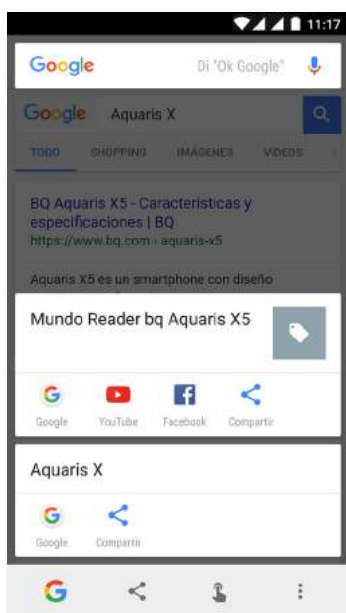 11:17
Google Di "Ok Google"
Google Aquaris X
TODO SHOPPING IMÁGENES VIDEOS
BQ Aquaris X5 - Características y
especificaciones | BQ
https://www.bq.com › aquaris-x5
Aquaris X5 es un smartphone con diseño
Mundo Reader bq Aquaris X5
Google YouTube Facebook Compartir
Aquaris X
Google Compartir